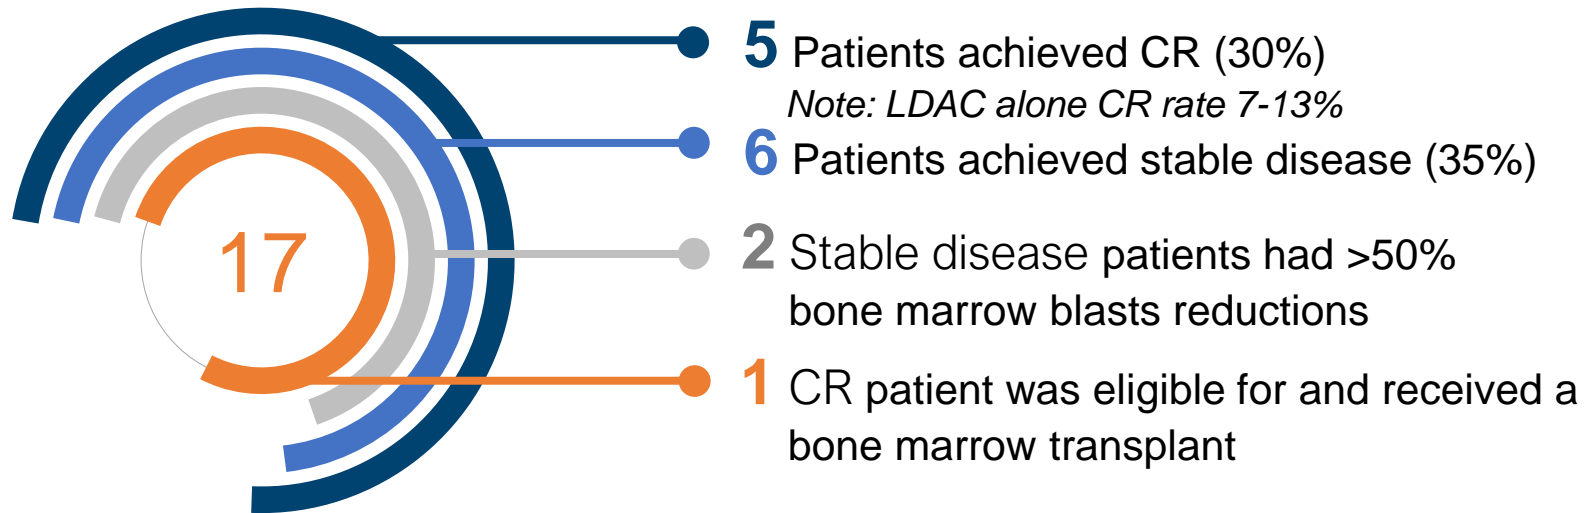 17
5 Patients achieved CR (30%)
Note: LDAC alone CR rate 7-13%
6 Patients achieved stable disease (35%)
2 Stable disease patients had >50%
bone marrow blasts reductions
1 CR patient was eligible for and received a
bone marrow transplant